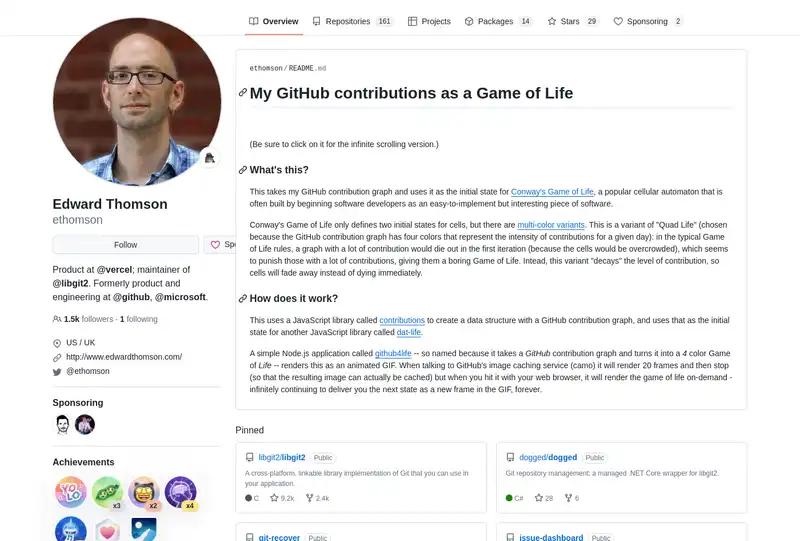 Overview
Repositories 161
Projects
Packages 14
Stars 29
Sponsoring 2
Edward Thomson
ethomson
Follow
Product at @vercel; maintainer of
@libgit2. Formerly product and
engineering at @github, @microsoft.
1.5k followers · 1 following
US / UK
http://www.edwardthomson.com/
@ethomson
Sponsoring
Achievements
x3
x2
x4
ethomson/README.md
My GitHub contributions as a Game of Life
(Be sure to click on it for the infinite scrolling version.)
What's this?
This takes my GitHub contribution graph and uses it as the initial state for Conway's Game of Life, a popular cellular automaton that is
often built by beginning software developers as an easy-to-implement but interesting piece of software.
Conway's Game of Life only defines two initial states for cells, but there are multi-color variants. This is a variant of "Quad Life" (chosen
because the GitHub contribution graph has four colors that represent the intensity of contributions for a given day): in the typical Game
of Life rules, a graph with a lot of contribution would die out in the first iteration (because the cells would be overcrowded), which seems
to punish those with a lot of contributions, giving them a boring Game of Life. Intead, this variant "decays" the level of contribution, so
cells will fade away instead of dying immediately.
How does it work?
This uses a JavaScript library called contributions to create a data structure with a GitHub contribution graph, and uses that as the initial
state for another JavaScript library called dat-life.
A simple Node.js application called github4life -- so named because it takes a GitHub contribution graph and turns it into a 4 color Game
of Life -- renders this as an animated GIF. When talking to GitHub's image caching service (camo) it will render 20 frames and then stop
(so that the resulting image can actually be cached) but when you hit it with your web browser, it will render the game of life on-demand -
infinitely continuing to deliver you the next state as a new frame in the GIF, forever.
Pinned
libgit2/libgit2 Public
A cross-platform, linkable library implementation of Git that you can use in
your application.
C 9.2k 2.4k
dogged/dogged Public
Git repository management: a managed .NET Core wrapper for libgit2.
C# 28 6
git-recover Public
issue-dashboard Public